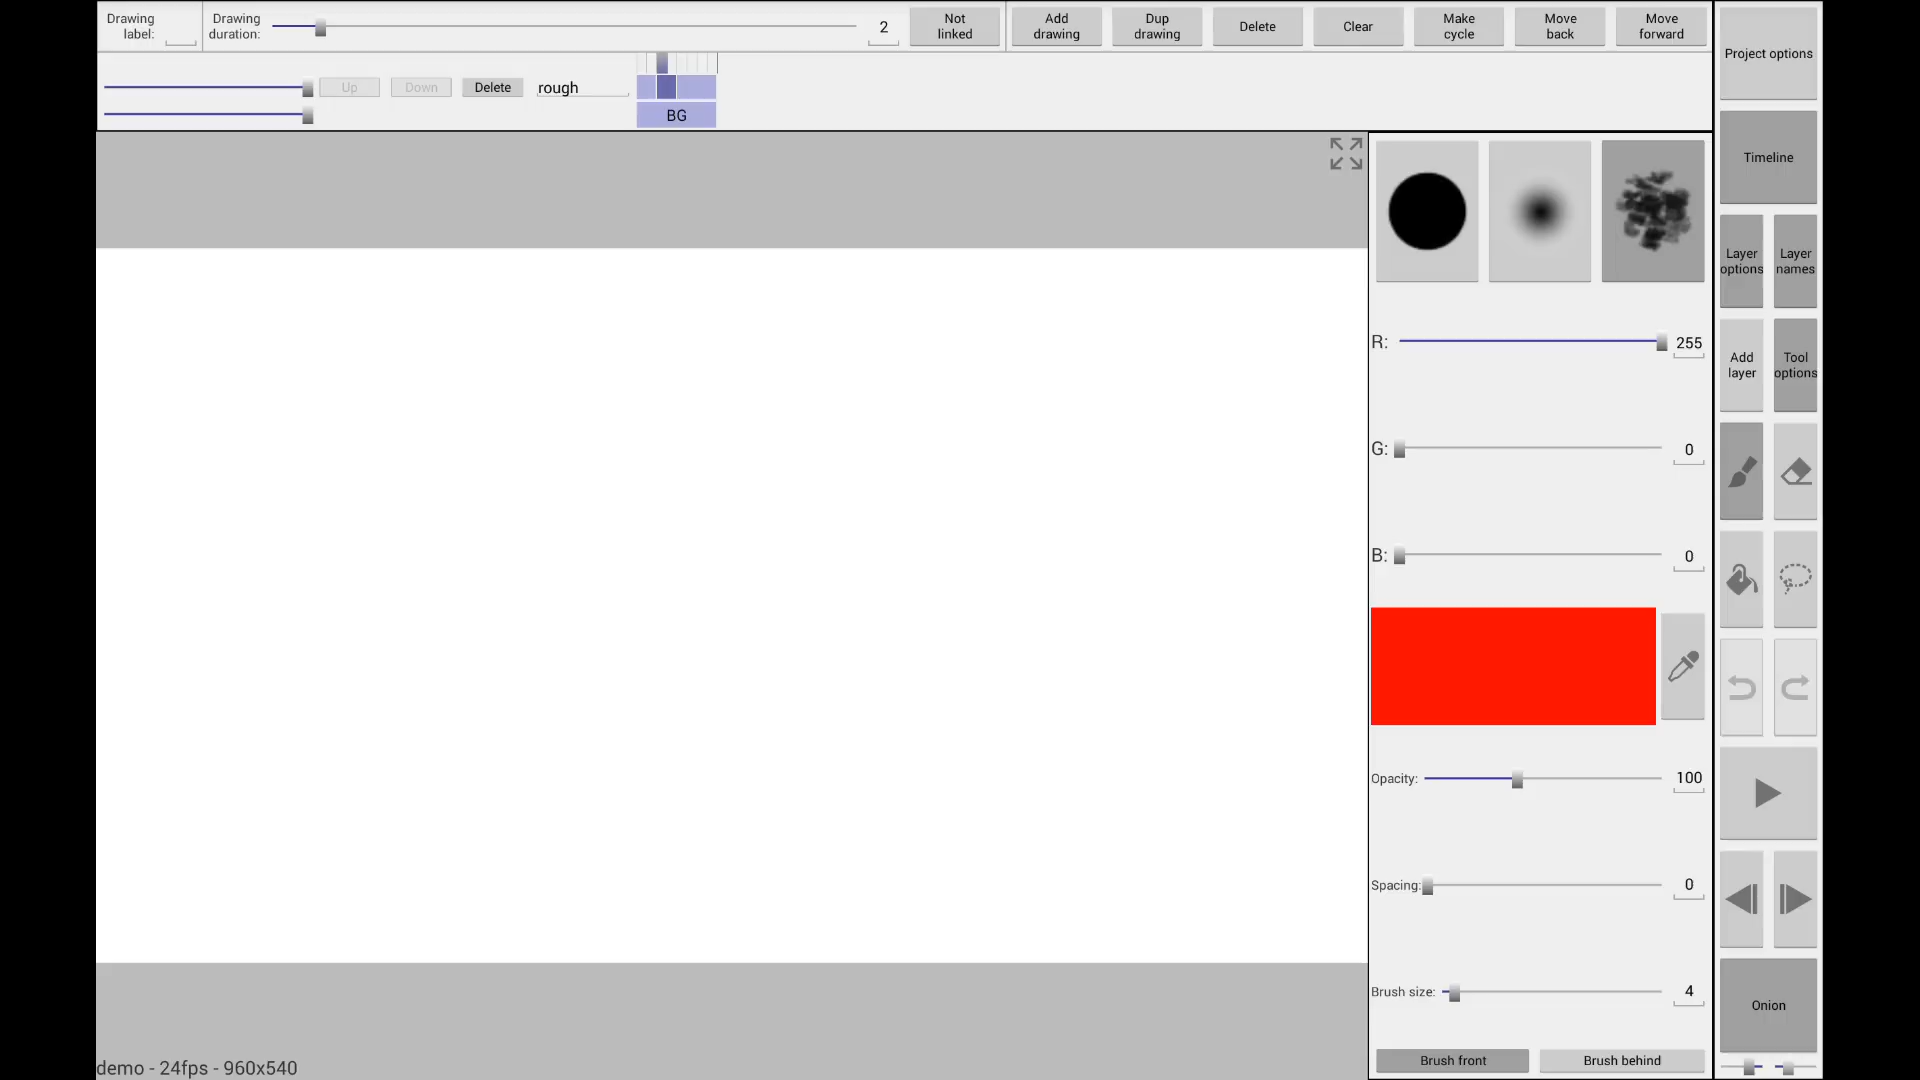 Drawing
label:
Drawing
duration:
2
Not
linked
Add
drawing
Dup
drawing
Delete
Clear
Make
cycle
Move
back
Move
forward
Project options
Up
Down
Delete
rough
BG
Timeline
Layer
options
Layer
names
Add
layer
Tool
options
R:
255
G:
0
B:
0
Opacity:
100
Spacing:
0
Brush size:
4
Onion
Brush front
Brush behind
demo - 24fps - 960x540